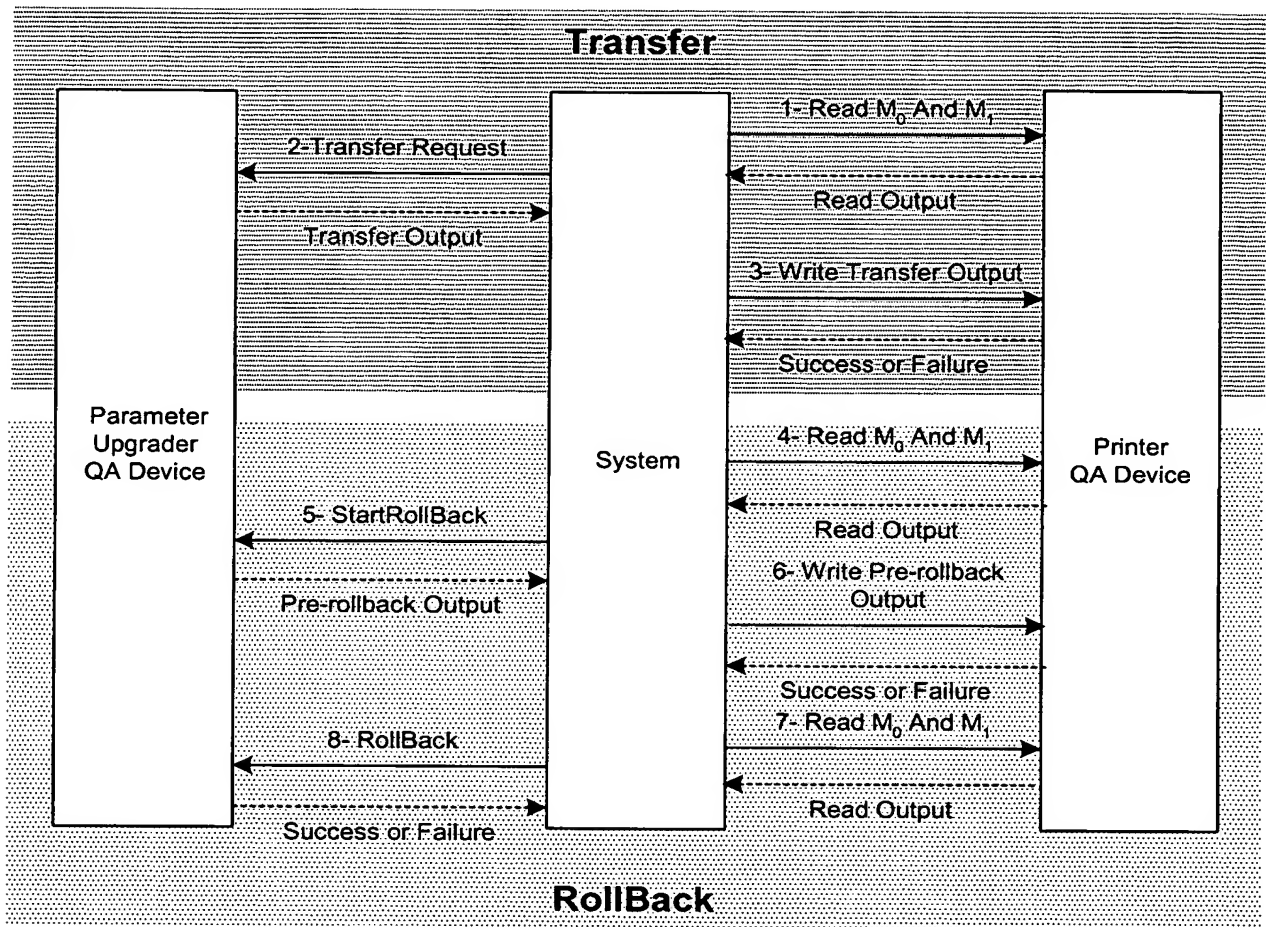 Transfer
1- Read M₀ And M₁
2-Transfer Request
Read Output
Transfer Output
3- Write Transfer Output
Success or Failure
Parameter
Upgrader
QA Device
System
Printer
QA Device
4- Read M₀ And M₁
Read Output
5- StartRollBack
Pre-rollback Output
6- Write Pre-rollback
Output
Success or Failure
7- Read M₀ And M₁
8- RollBack
Read Output
Success or Failure
RollBack